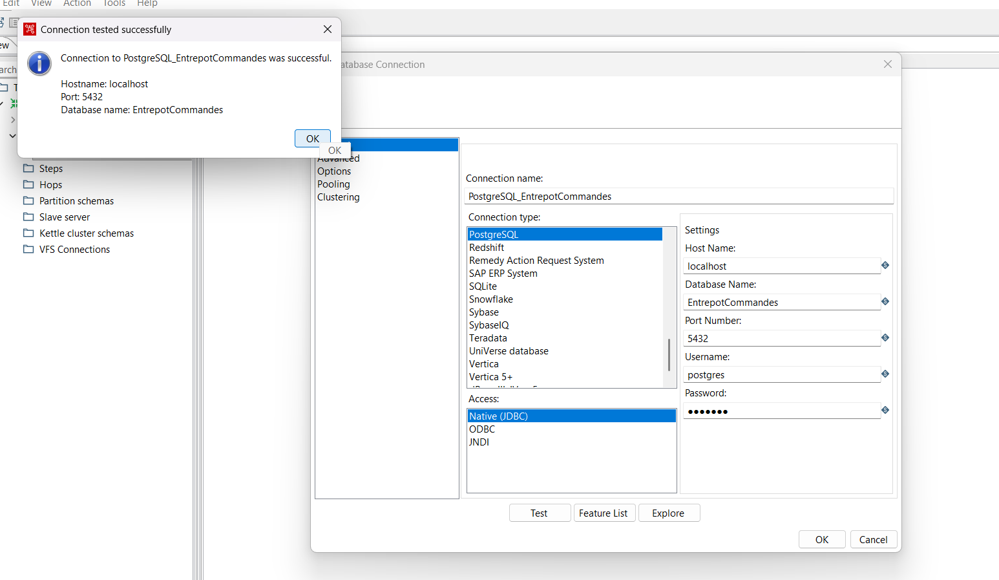 Edit View Action Tools Help
Connection tested successfully
Connection to PostgreSQL_EntrepotCommandes was successful.
Hostname: localhost
Port: 5432
Database name: EntrepotCommandes
OK
OK
Steps
Hops
Partition schemas
Slave server
Kettle cluster schemas
VFS Connections
atabase Connection
Advanced
Options
Pooling
Clustering
Connection name:
PostgreSQL_EntrepotCommandes
Connection type:
PostgreSQL
Redshift
Remedy Action Request System
SAP ERP System
SQLite
Snowflake
Sybase
SybaseIQ
Teradata
UniVerse database
Vertica
Vertica 5+
Access:
Native (JDBC)
ODBC
JNDI
Settings
Host Name:
localhost
Database Name:
EntrepotCommandes
Port Number:
5432
Username:
postgres
Password:
Test Feature List Explore
OK Cancel